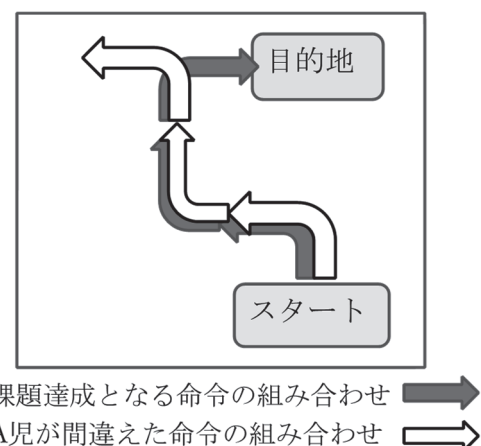 目的地
スタート
課題達成となる命令の組み合わせ
A児が間違えた命令の組み合わせ